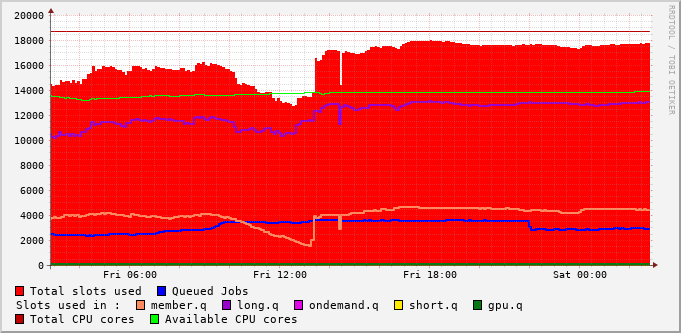 20000
18000
16000
14000
12000
10000
8000
6000
4000
2000
0
Fri 06:00 Fri 12:00 Fri 18:00 Sat 00:00
RRDTOOL / TOBI OETIKER
Total slots used Queued Jobs
Slots used in : member.q long.q ondemand.q short.q gpu.q
Total CPU cores Available CPU cores